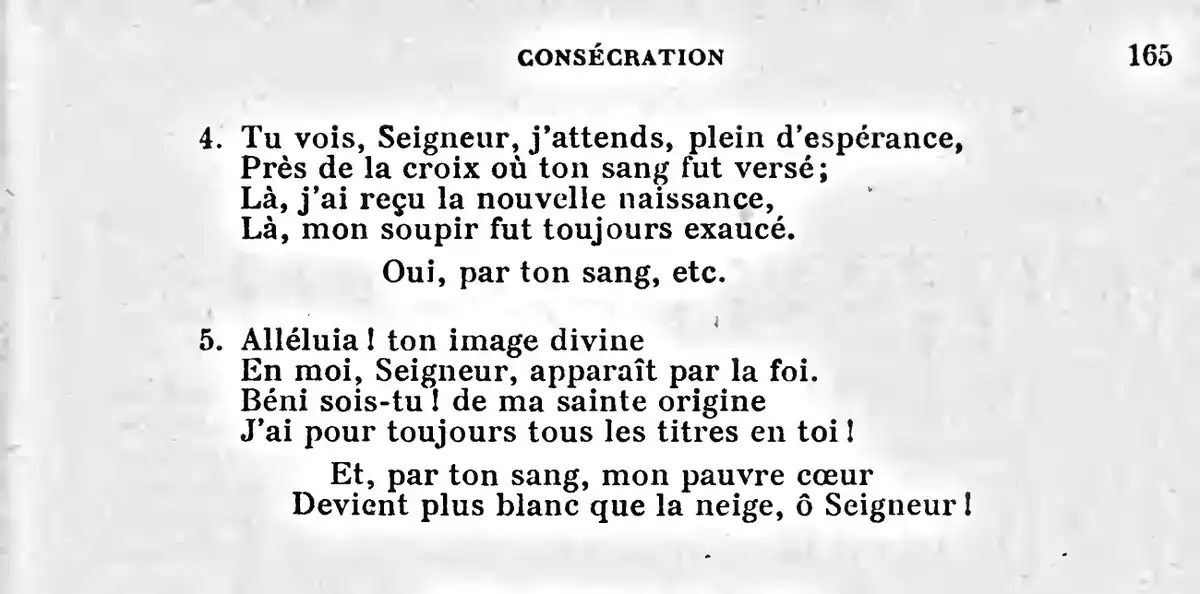 CONSÉCRATION 165
4. Tu vois, Seigneur, j'attends, plein d'espérance,
Près de la croix où ton sang fut versé;
Là, j'ai reçu la nouvelle naissance,
Là, mon soupir fut toujours exaucé.
Oui, par ton sang, etc.
5. Alléluia ! ton image divine
En moi, Seigneur, apparaît par la foi.
Béni sois-tu ! de ma sainte origine
J'ai pour toujours tous les titres en toi !
Et, par ton sang, mon pauvre cœur
Devient plus blanc que la neige, ô Seigneur !